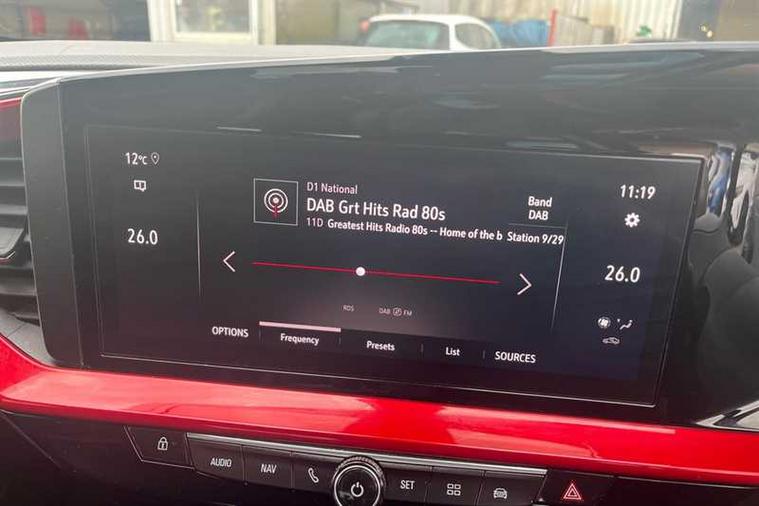 12°C
26.0
D1 National
DAB Grt Hits Rad 80s
11D Greatest Hits Radio 80s -- Home of the b Station 9/29
Band
DAB
11:19
26.0
RDS
DAB FM
OPTIONS
Frequency
Presets
List
SOURCES
AUDIO
NAV
SET